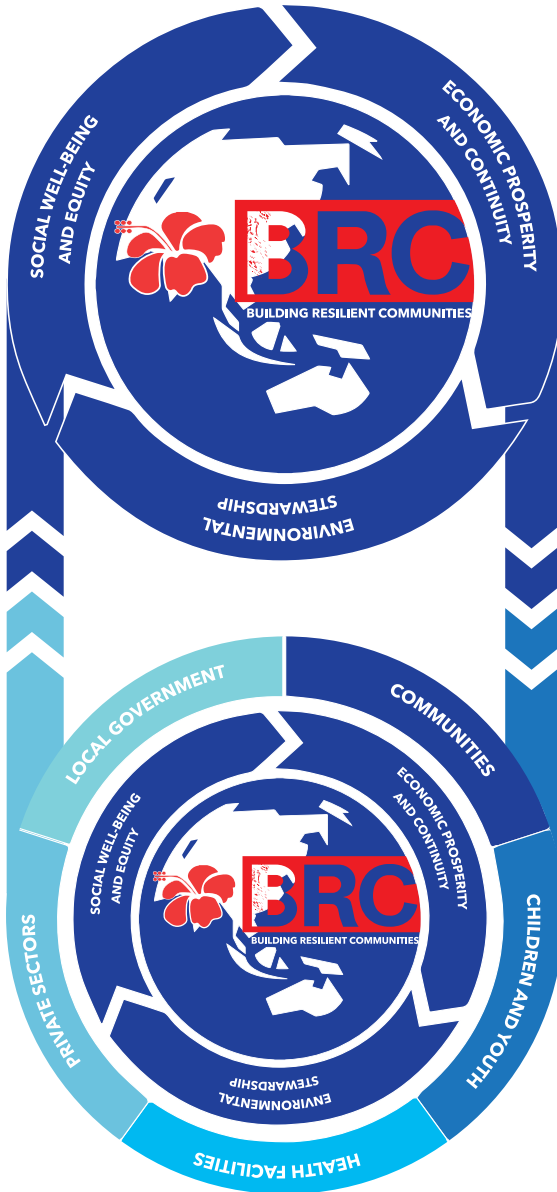 SOCIAL WELL-BEING
AND EQUITY
ECONOMIC PROSPERITY
AND CONTINUITY
BRC
BUILDING RESILIENT COMMUNITIES
ENVIRONMENTAL
STEWARDSHIP
LOCAL GOVERNMENT
COMMUNITIES
SOCIAL WELL-BEING
AND EQUITY
ECONOMIC PROSPERITY
AND CONTINUITY
BRC
BUILDING RESILIENT COMMUNITIES
PRIVATE SECTORS
CHILDREN AND YOUTH
ENVIRONMENTAL
STEWARDSHIP
HEALTH FACILITIES